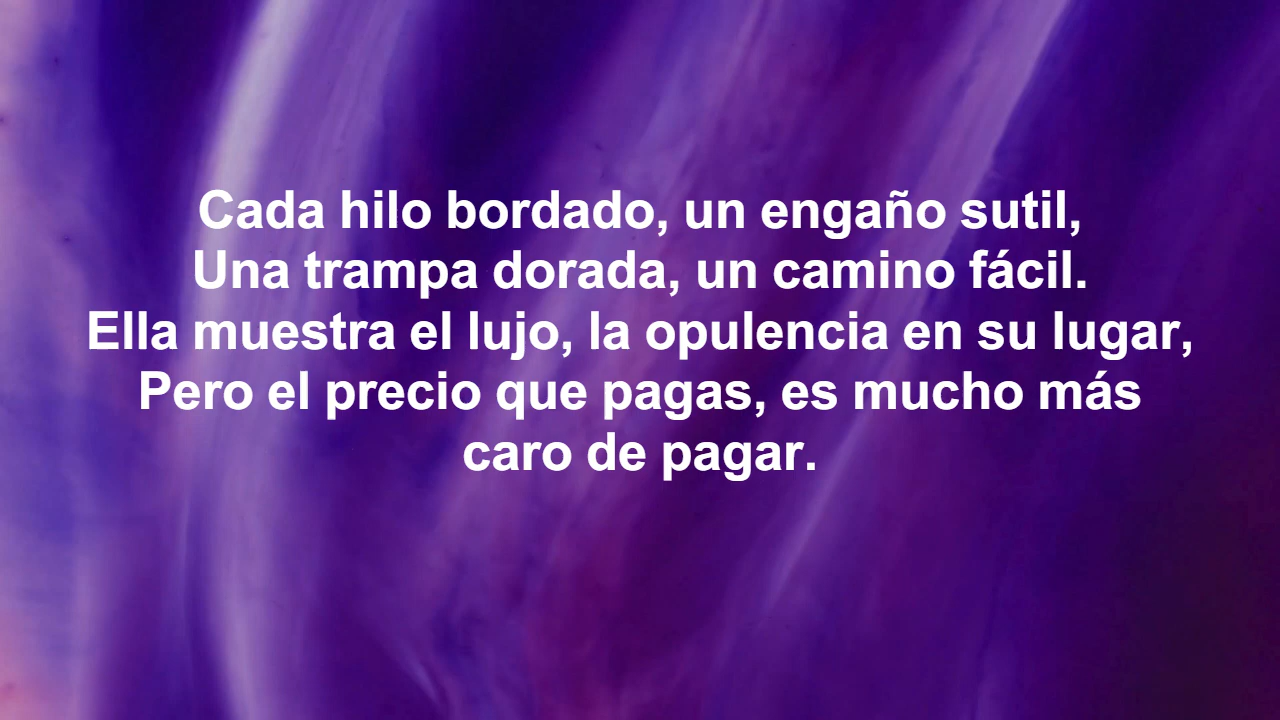 Cada hilo bordado, un engaño sutil,
Una trampa dorada, un camino fácil.
Ella muestra el lujo, la opulencia en su lugar,
Pero el precio que pagas, es mucho más
caro de pagar.